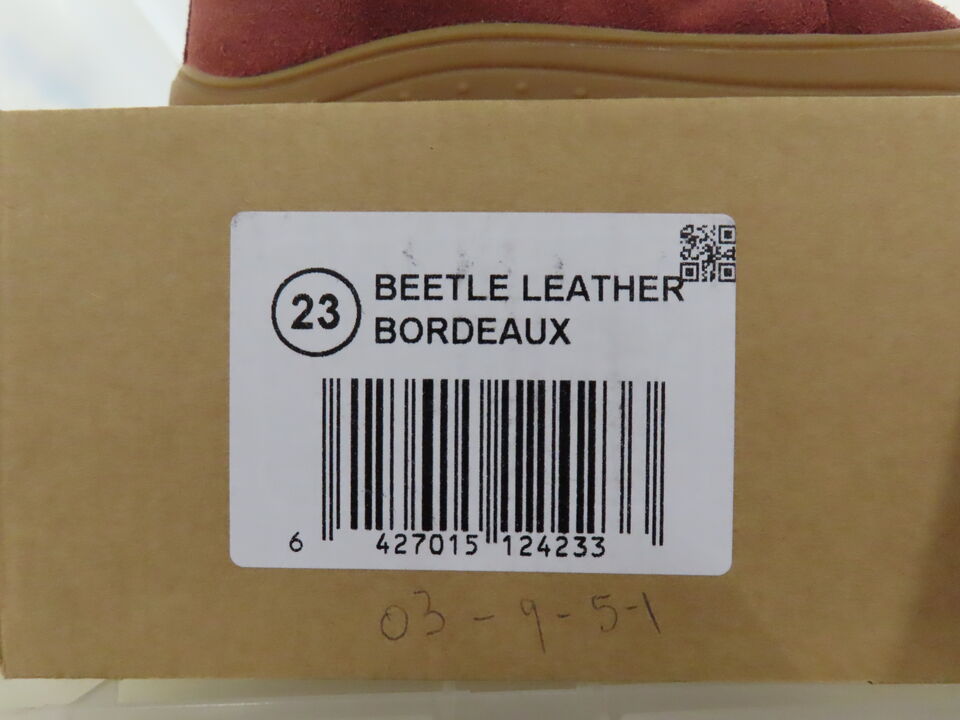 23
BEETLE LEATHER
BORDEAUX
6 427015 124233
03-9-5-1